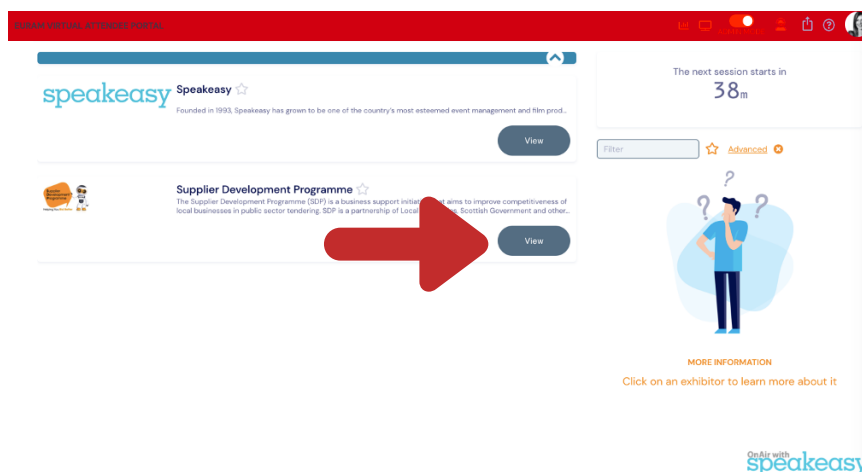 VIRTUAL ATTENDEE PORTAL
speakeasy
Speakeasy
Founded in 1993, Speakeasy has grown to be one of the country's most esteemed event management and film prod..
View
Supplier Development Programme
The Supplier Development Programme (SDP) is a business support aims to improve competitiveness of
local businesses in public sector tendering. SDP is a partnership of Local Scottish Government and other..
View
The next session starts in
38m
Filter
Advanced
MORE INFORMATION
Click on an exhibitor to learn more about it
OnAir with
speakeasy